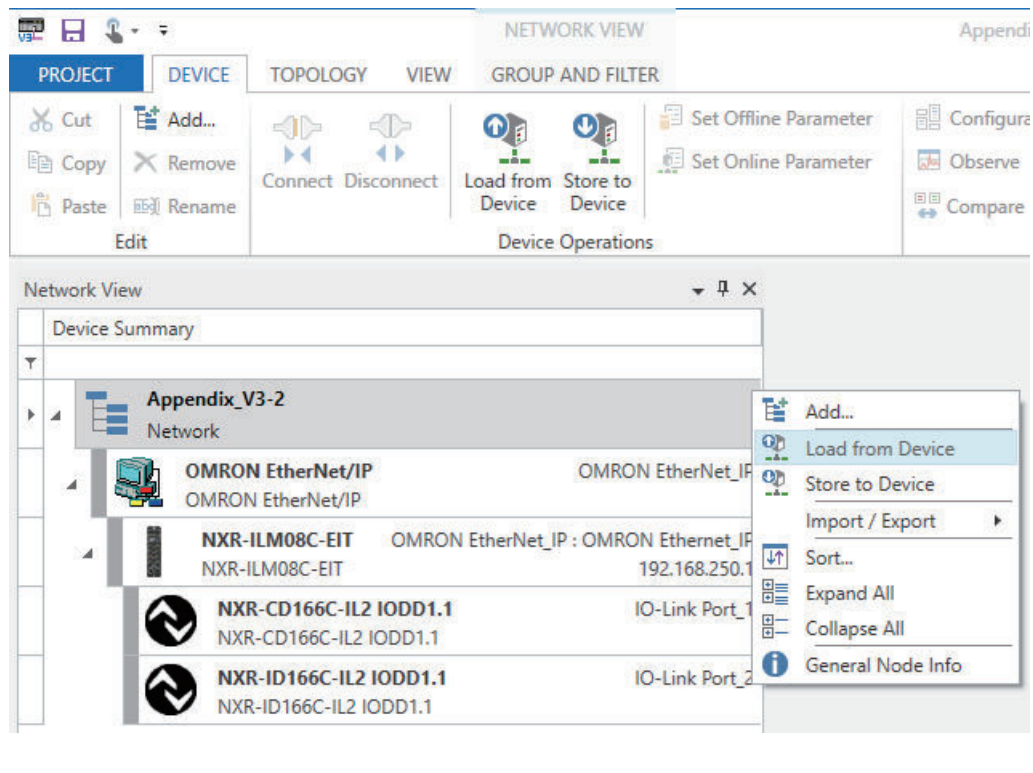 V3
NETWORK VIEW
Appendi
PROJECT DEVICE TOPOLOGY VIEW GROUP AND FILTER
Cut Add... Set Offline Parameter Configura
Copy Remove Connect Disconnect Load from Device Store to Device Set Online Parameter Observe
Paste Rename Compare
Edit Device Operations
Network View
Device Summary
Appendix_V3-2
Network
Add...
OMRON EtherNet/IP OMRON EtherNet_IP
OMRON EtherNet/IP
Load from Device
Store to Device
NXR-ILM08C-EIT OMRON EtherNet_IP : OMRON Ethernet_IP
NXR-ILM08C-EIT 192.168.250.1
Import / Export
Sort...
NXR-CD166C-IL2 IODD1.1 IO-Link Port_1
NXR-CD166C-IL2 IODD1.1
Expand All
Collapse All
NXR-ID166C-IL2 IODD1.1 IO-Link Port_2
NXR-ID166C-IL2 IODD1.1
General Node Info